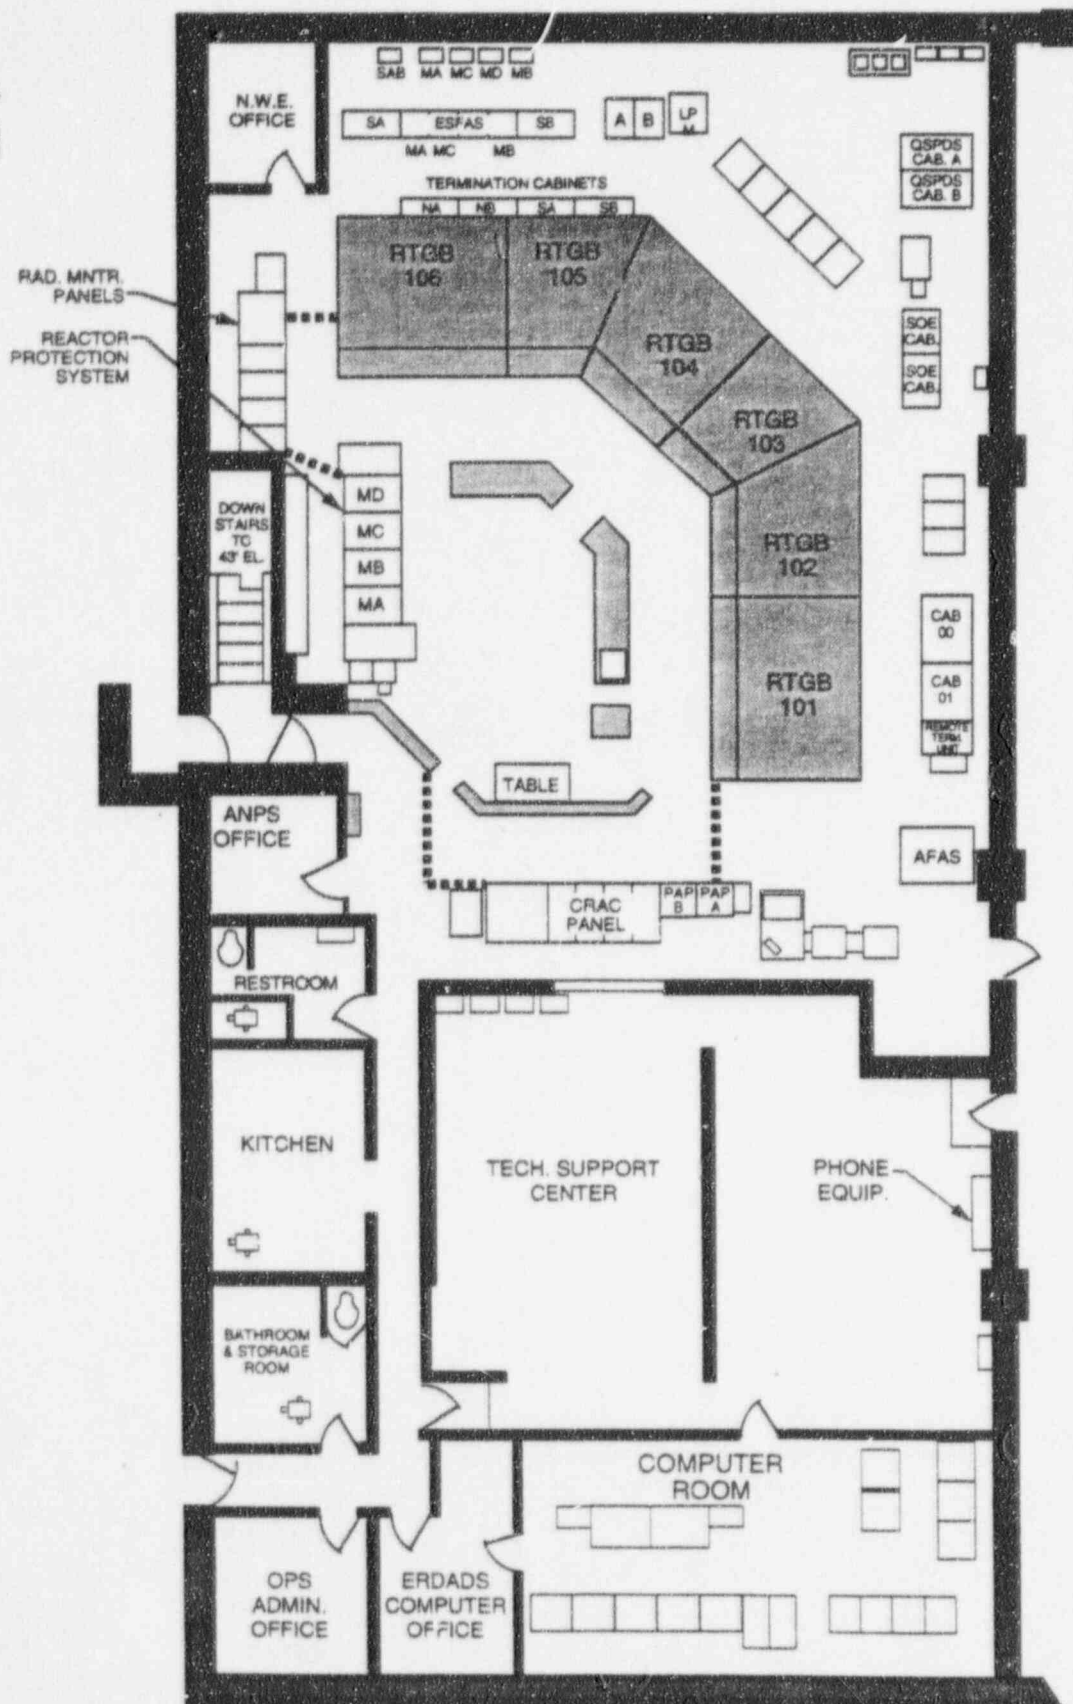 SAB MA MC MD MB
N.W.E.
OFFICE
SA ESFAS SB
A B
LP
M
MA MC MB
QSPDS
CAB. A
QSPDS
CAB. B
TERMINATION CABINETS
NA NB SA SB
RTGB
106
RTGB
105
RTGB
104
RTGB
103
RTGB
102
RTGB
101
RAD. MNTR.
PANELS
REACTOR
PROTECTION
SYSTEM
SOE
CAB.
SOE
CAB.
DOWN
STAIRS
TO
43' EL.
MD
MC
MB
MA
CAB
00
CAB
01
REMOTE
TERM.
UNIT
TABLE
ANPS
OFFICE
AFAS
CRAC
PANEL
PAP
B
PAP
A
RESTROOM
KITCHEN
TECH. SUPPORT
CENTER
PHONE
EQUIP.
BATHROOM
& STORAGE
ROOM
COMPUTER
ROOM
OPS
ADMIN.
OFFICE
ERDADS
COMPUTER
OFFICE